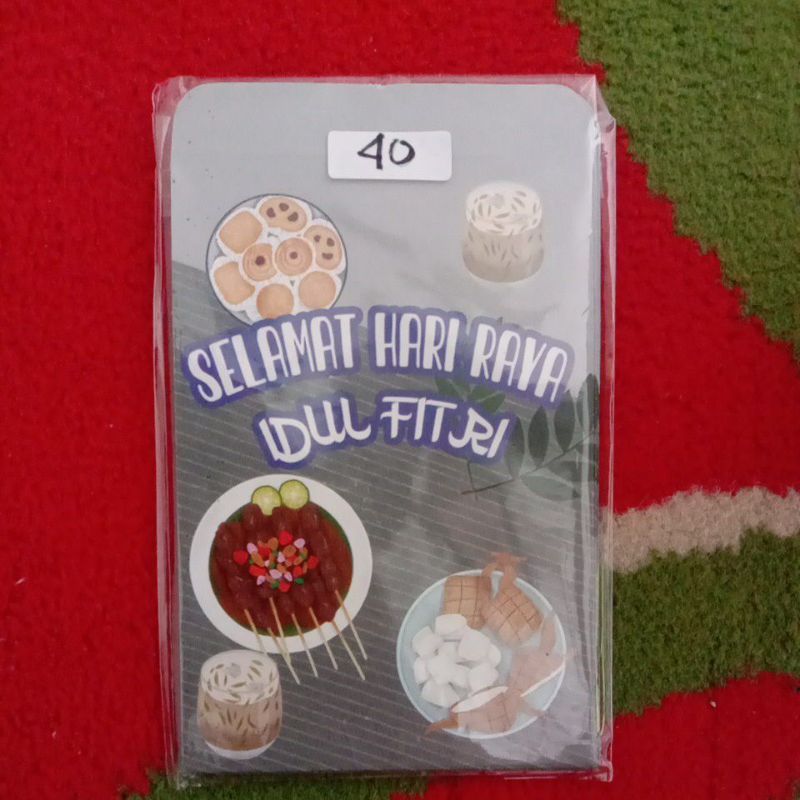 40
SELAMAT HARI RAYA
IDUL FITRI